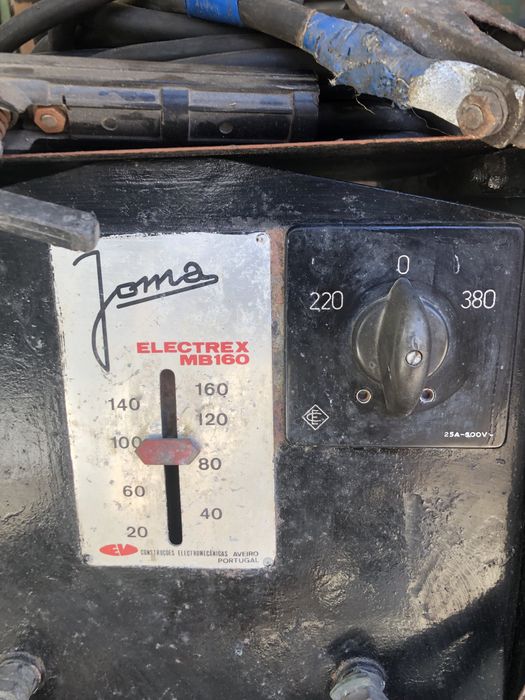 Joma
ELECTREX
MB160
160
140
120
100
80
60
40
20
CONSTRUÇÕES ELECTROMECÂNICAS AVEIRO
PORTUGAL
0
220
380
25A-600V~